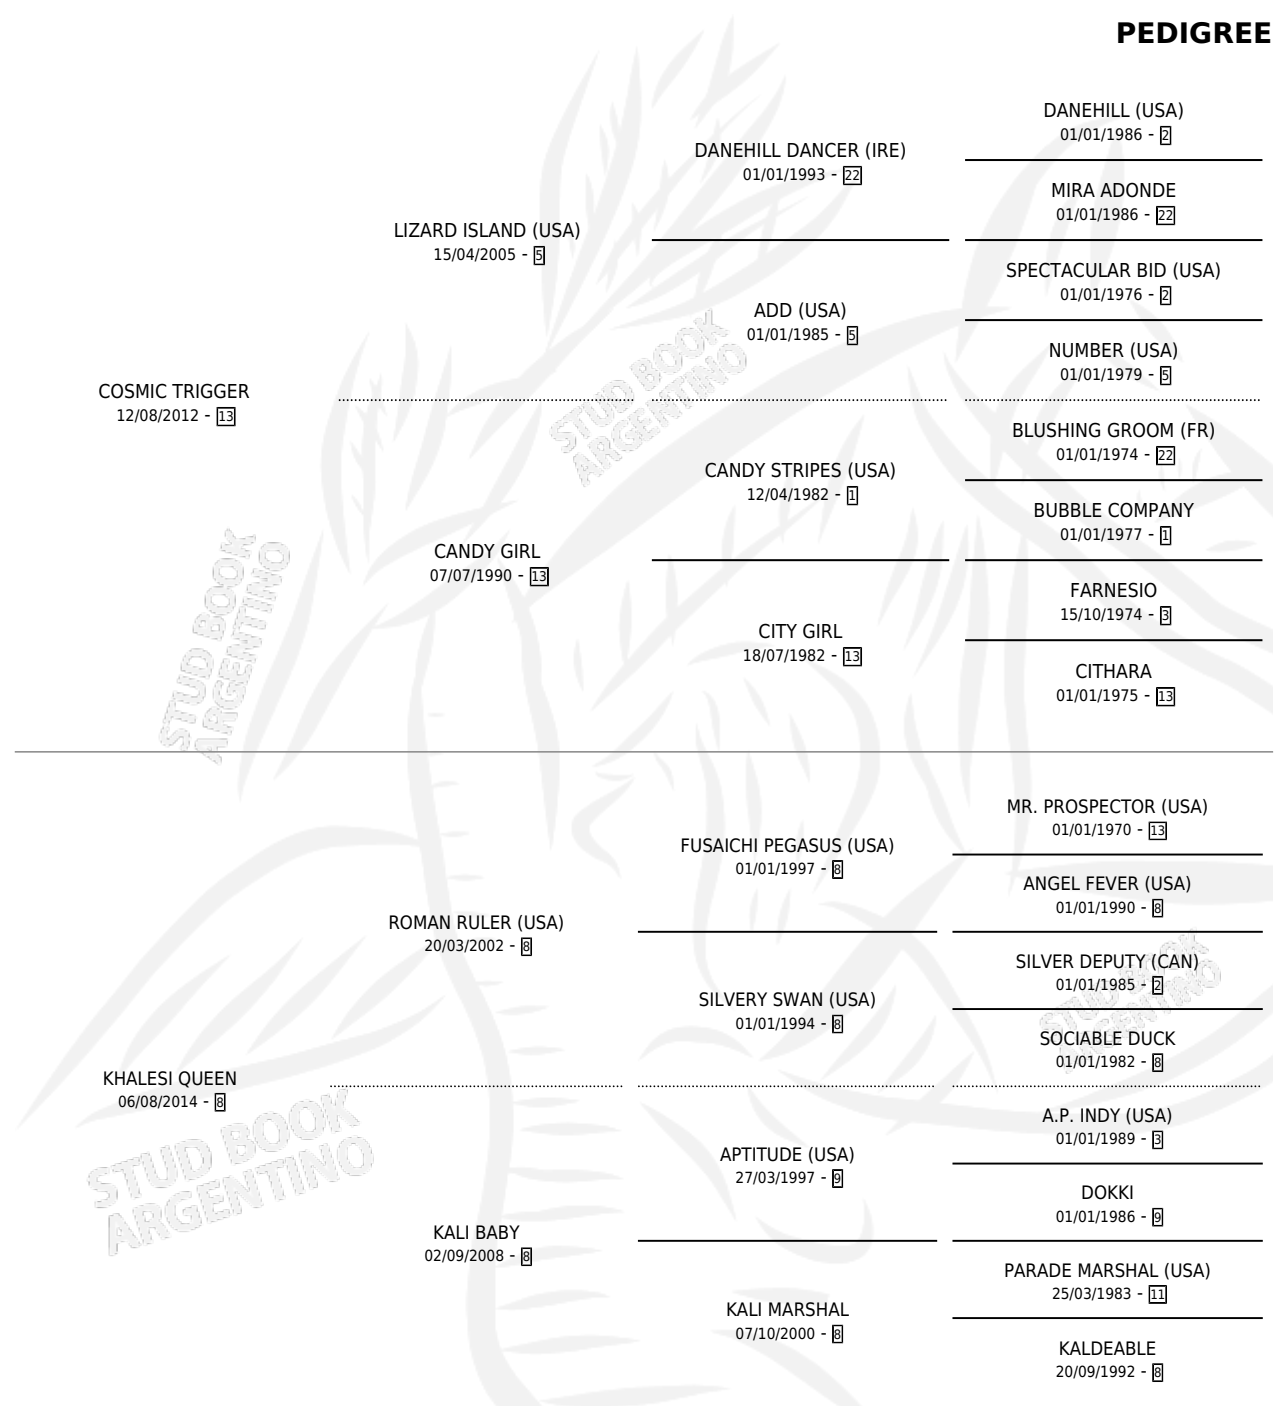 PEDIGREE
DANEHILL (USA)
01/01/1986 - 2
DANEHILL DANCER (IRE)
01/01/1993 - 22
MIRA ADONDE
01/01/1986 - 22
LIZARD ISLAND (USA)
15/04/2005 - 5
SPECTACULAR BID (USA)
01/01/1976 - 2
ADD (USA)
01/01/1985 - 5
NUMBER (USA)
01/01/1979 - 5
COSMIC TRIGGER
12/08/2012 - 13
BLUSHING GROOM (FR)
01/01/1974 - 22
CANDY STRIPES (USA)
12/04/1982 - 1
BUBBLE COMPANY
01/01/1977 - 1
CANDY GIRL
07/07/1990 - 13
FARNESIO
15/10/1974 - 3
CITY GIRL
18/07/1982 - 13
CITHARA
01/01/1975 - 13
STUD BOOK
ARGENTINO
STUD BOOK
ARGENTINO
MR. PROSPECTOR (USA)
01/01/1970 - 13
FUSAICHI PEGASUS (USA)
01/01/1997 - 8
ANGEL FEVER (USA)
01/01/1990 - 8
ROMAN RULER (USA)
20/03/2002 - 8
SILVER DEPUTY (CAN)
01/01/1985 - 2
SILVERY SWAN (USA)
01/01/1994 - 8
SOCIABLE DUCK
01/01/1982 - 8
STUD BOOK
ARGENTINO
KHALESI QUEEN
06/08/2014 - 8
A.P. INDY (USA)
01/01/1989 - 3
APTITUDE (USA)
27/03/1997 - 9
DOKKI
01/01/1986 - 9
KALI BABY
02/09/2008 - 8
PARADE MARSHAL (USA)
25/03/1983 - 11
KALI MARSHAL
07/10/2000 - 8
KALDEABLE
20/09/1992 - 8
STUD BOOK
ARGENTINO